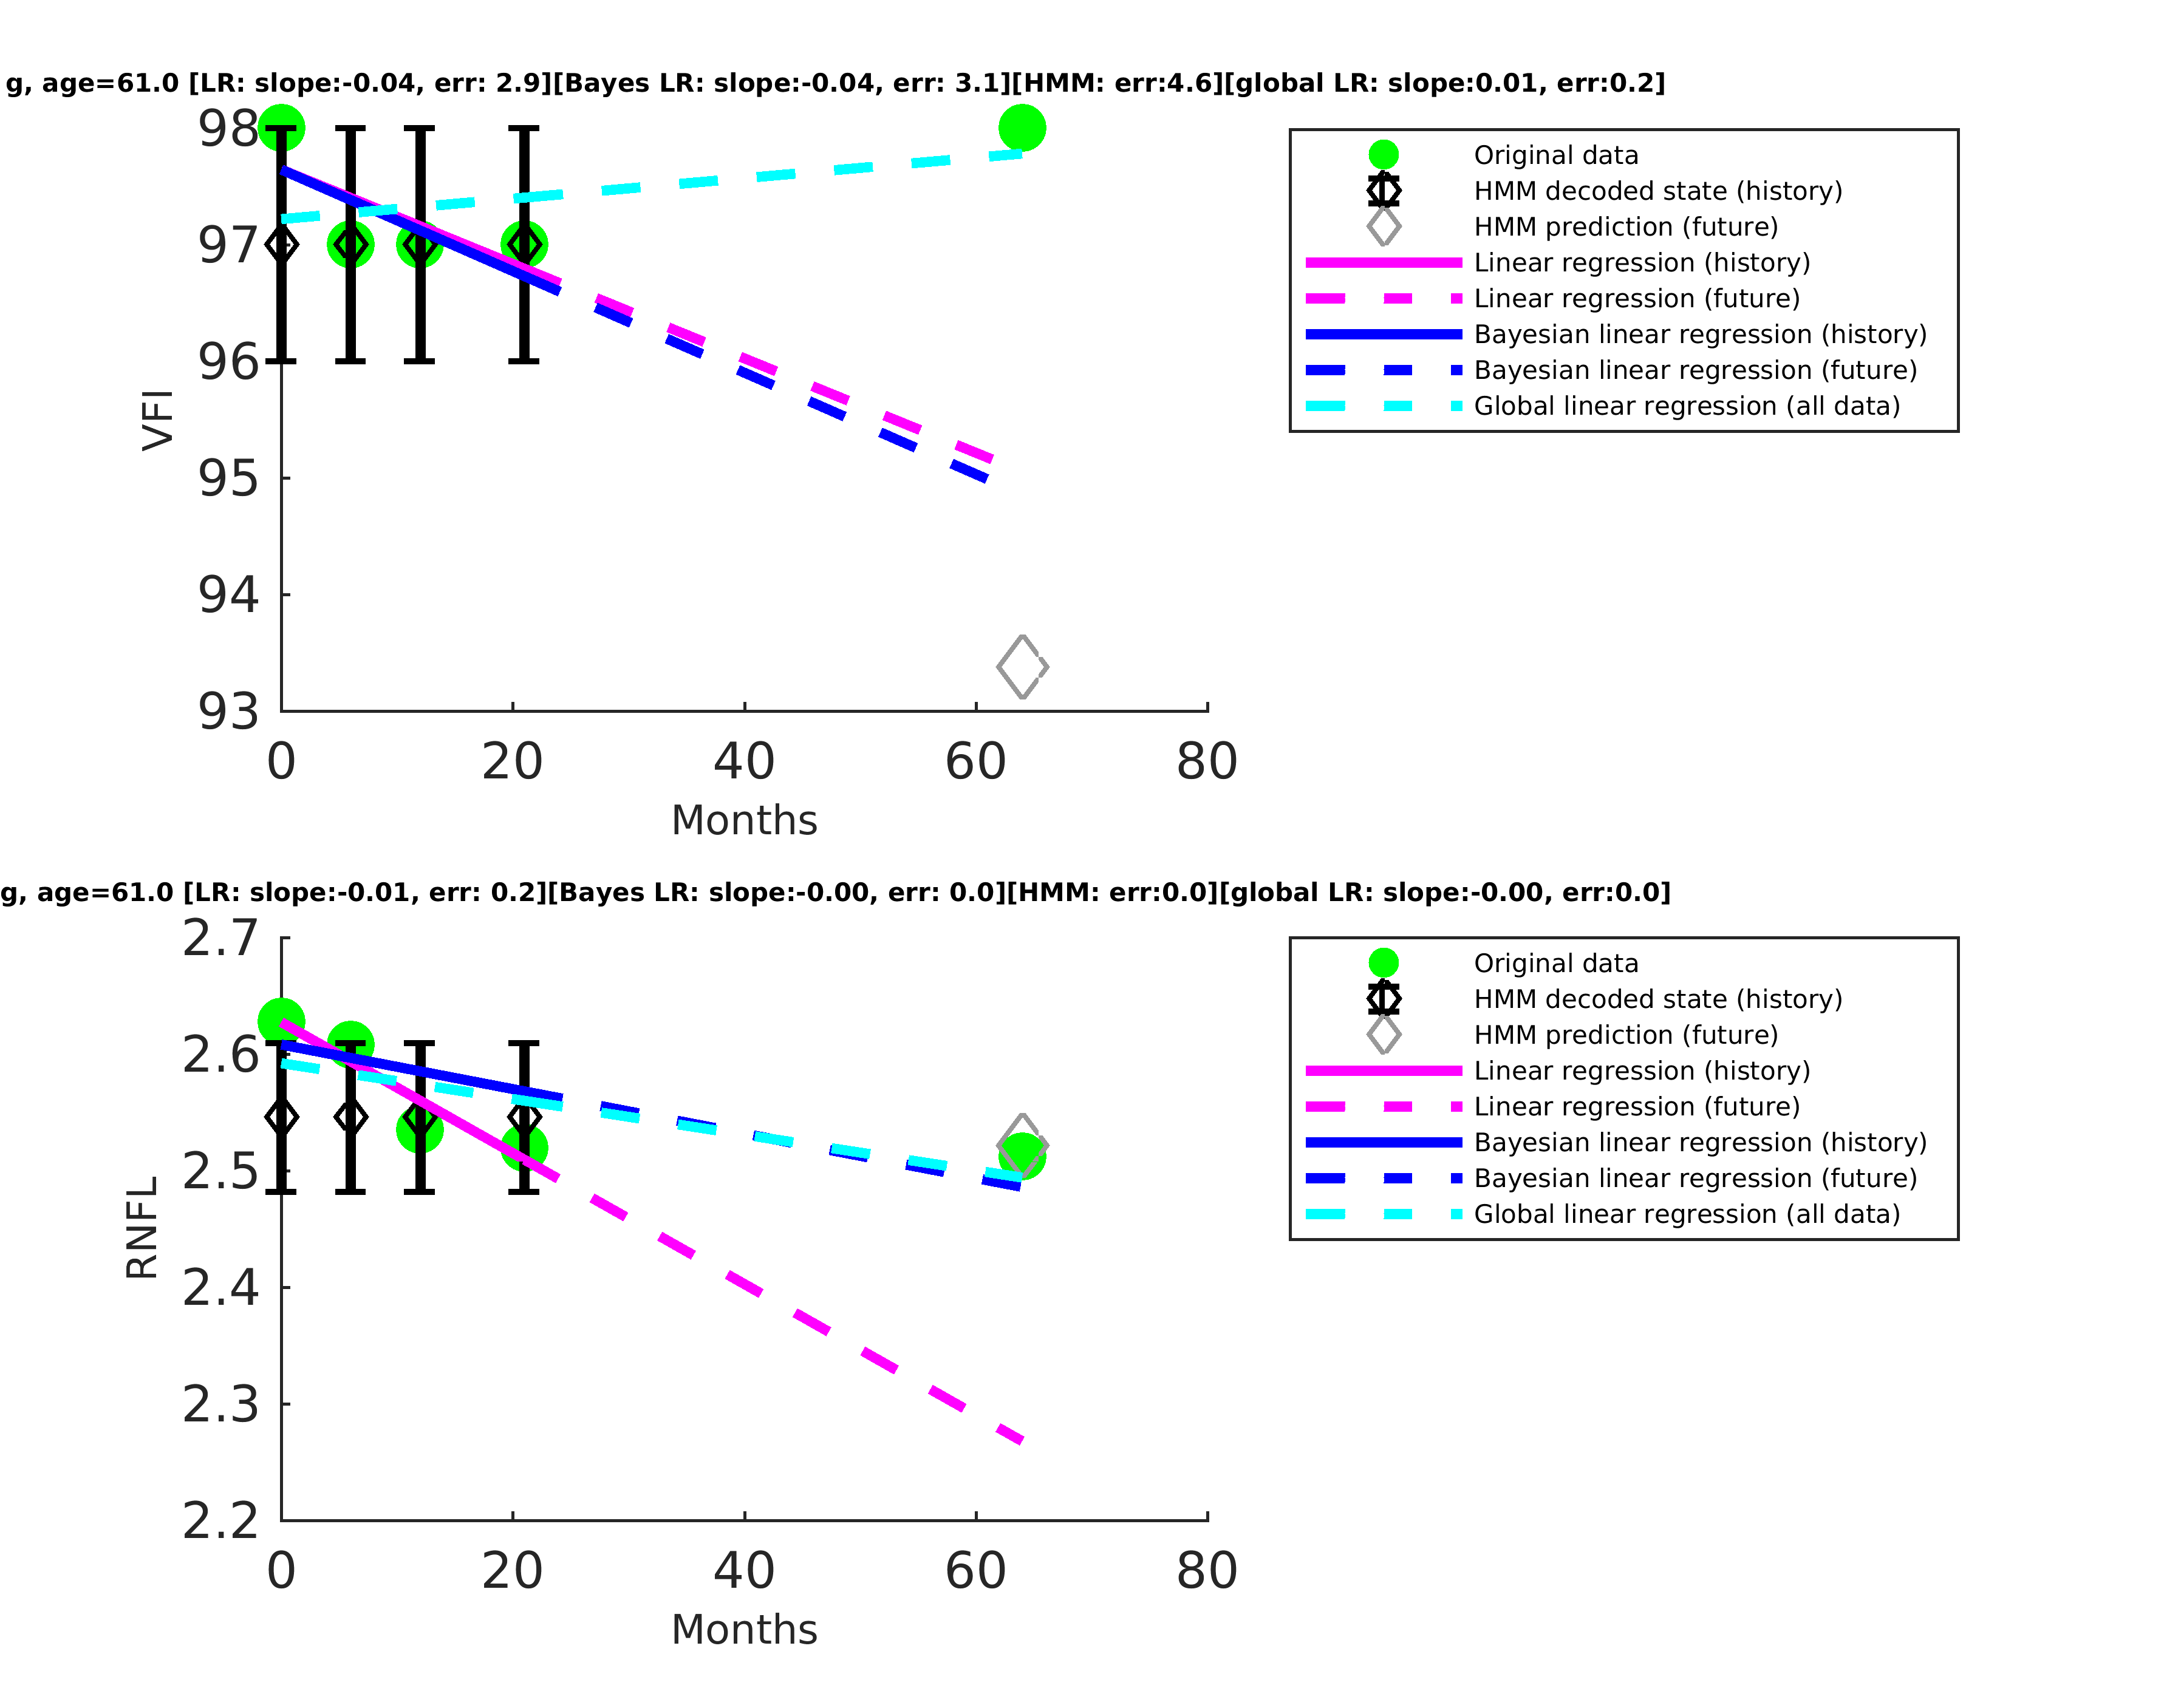 g, age=61.0 [LR: slope:-0.04, err: 2.9][Bayes LR: slope:-0.04, err: 3.1][HMM: err:4.6][global LR: slope:0.01, err:0.2]
98
97
96
95
94
93
VFI
0 20 40 60 80
Months
Original data
HMM decoded state (history)
HMM prediction (future)
Linear regression (history)
Linear regression (future)
Bayesian linear regression (history)
Bayesian linear regression (future)
Global linear regression (all data)
g, age=61.0 [LR: slope:-0.01, err: 0.2][Bayes LR: slope:-0.00, err: 0.0][HMM: err:0.0][global LR: slope:-0.00, err:0.0]
2.7
2.6
2.5
2.4
2.3
2.2
RNFL
0 20 40 60 80
Months
Original data
HMM decoded state (history)
HMM prediction (future)
Linear regression (history)
Linear regression (future)
Bayesian linear regression (history)
Bayesian linear regression (future)
Global linear regression (all data)